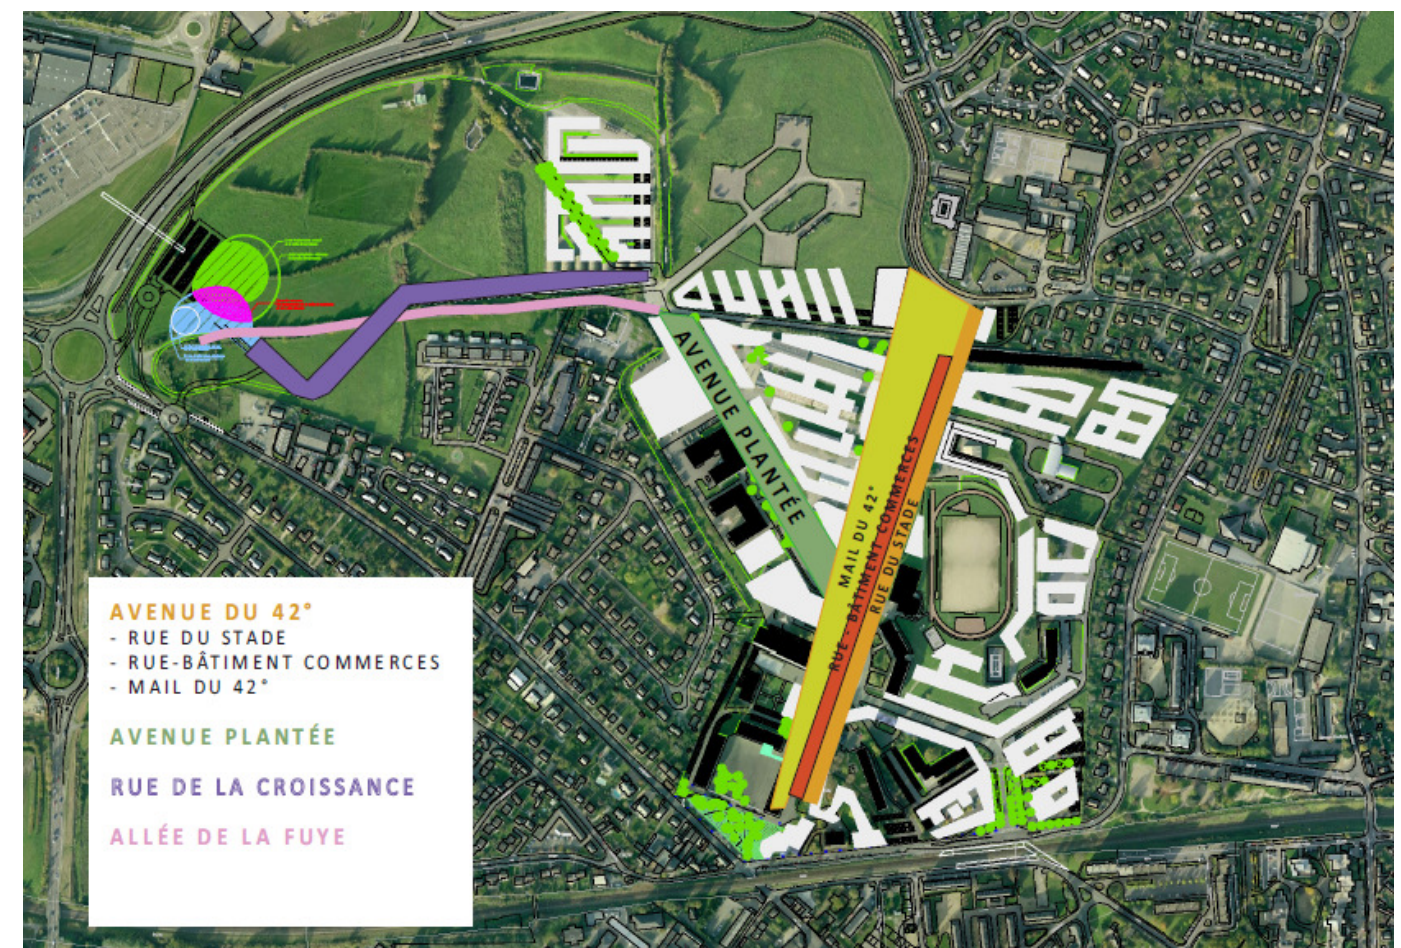 AVENUE PLANTÉE
MAIL DU 42°
RUE - BÂTIMENT COMMERCES
RUE DU STADE
AVENUE DU 42°
- RUE DU STADE
- RUE-BÂTIMENT COMMERCES
- MAIL DU 42°
AVENUE PLANTÉE
RUE DE LA CROISSANCE
ALLÉE DE LA FUYE